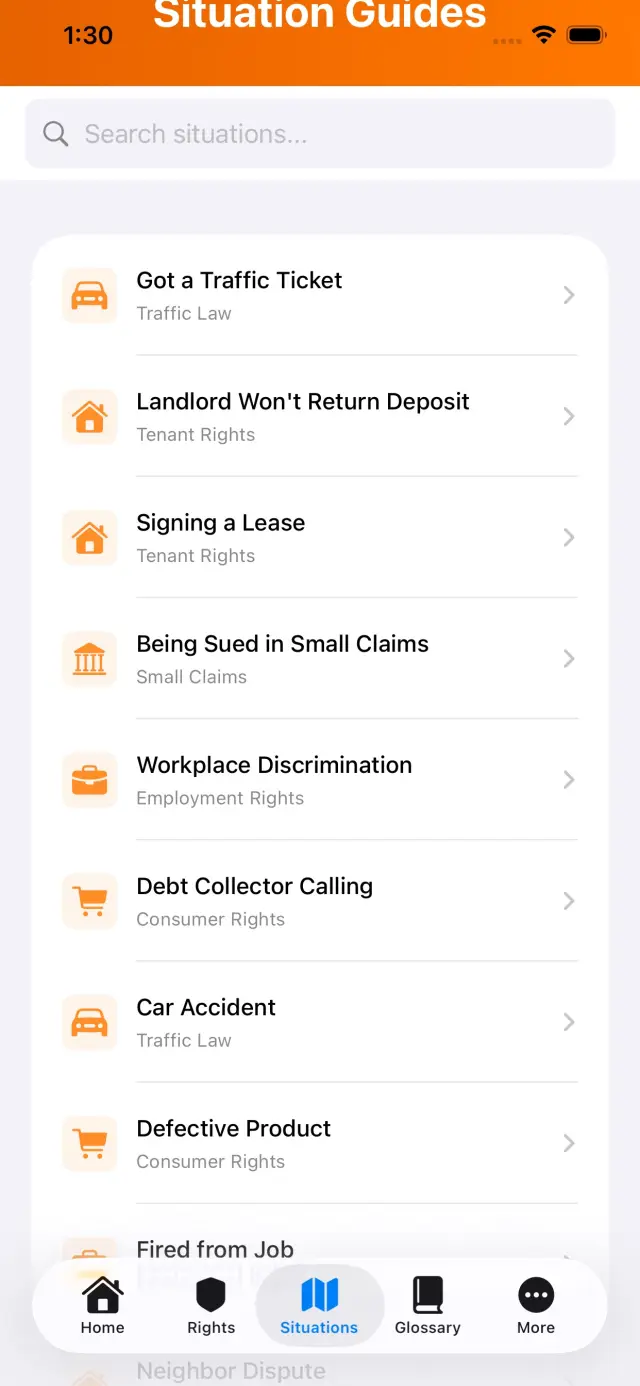 Situation Guides
1:30
Search situations...
Got a Traffic Ticket
Traffic Law
Landlord Won't Return Deposit
Tenant Rights
Signing a Lease
Tenant Rights
Being Sued in Small Claims
Small Claims
Workplace Discrimination
Employment Rights
Debt Collector Calling
Consumer Rights
Car Accident
Traffic Law
Defective Product
Consumer Rights
Fired from Job
Home
Rights
Situations
Glossary
More
Neighbor Dispute